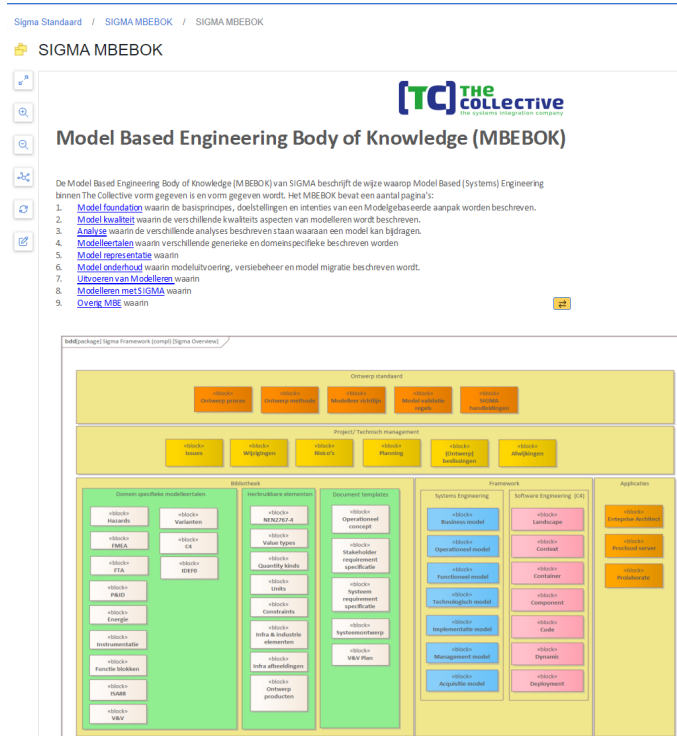 Sigma Standaard / SIGMA MBEBOK / SIGMA MBEBOK
SIGMA MBEBOK
[TC] THE
COLLECTIVE
the systems integration company
Model Based Engineering Body of Knowledge (MBEBOK)
De Model Based Engineering Body of Knowledge (MBEBOK) van SIGMA beschrijft de wijze waarop Model Based (Systems) Engineering
binnen The Collective vorm gegeven is en vorm gegeven wordt. Het MBEBOK bevat een aantal pagina's:
1. Model foundation waarin de basisprincipes, doelstellingen en intenties van een Modelgebaseerde aanpak worden beschreven.
2. Model kwaliteit waarin de verschillende kwaliteits aspecten van modelleren wordt beschreven.
3. Analyse waarin de verschillende analyses beschreven staan waaraan een model kan bijdragen.
4. Modelleertalen waarin verschillende generieke en domeinspecifieke beschreven worden
5. Model representatie waarin
6. Model onderhoud waarin modeluitvoering, versiebeheer en model migratie beschreven wordt.
7. Uitvoeren van Modelleren waarin
8. Modelleren met SIGMA waarin
9. Overig MBE waarin
bdd[package] Sigma Framework (compl) [Sigma Overview]
Ontwerp standaard
«block» «block» «block» «block» «block»
Ontwerp proces Ontwerp methode Modelleer richtlijn Model validatie SIGMA
regels handleidingen
Project/ Technisch management
«block» «block» «block» «block» «block» «block»
Issues Wijzigingen Risico's Planning (Ontwerp) Afwijkingen
beslissingen
Bibliotheek
Domein specifieke modelleertalen
«block»
Hazards
«block»
FMEA
«block»
FTA
«block»
P&ID
«block»
Energie
«block»
Instrumentatie
«block»
Functie blokken
«block»
ISA88
«block»
V&V
«block»
Varianten
«block»
C4
«block»
IDEF0
Herbruikbare elementen
«block»
NEN2767-4
«block»
Value types
«block»
Quantity kinds
«block»
Units
«block»
Constraints
«block»
Infra & industrie
elementen
«block»
Infra afbeeldingen
«block»
Ontwerp
producten
Document templates
«block»
Operationeel
concept
«block»
Stakeholder
requirement
specificatie
«block»
Systeem
requirement
specificatie
«block»
Systeemontwerp
«block»
V&V Plan
Framework
Systems Engineering
«block»
Business model
«block»
Operationeel model
«block»
Functioneel model
«block»
Technologisch model
«block»
Implementatie model
«block»
Management model
«block»
Acquisitie model
Software Engineering (C4)
«block»
Landscape
«block»
Context
«block»
Container
«block»
Component
«block»
Code
«block»
Dynamic
«block»
Deployment
Applicaties
«block»
Enterprise Architect
«block»
Procloud server
«block»
Prolaborate